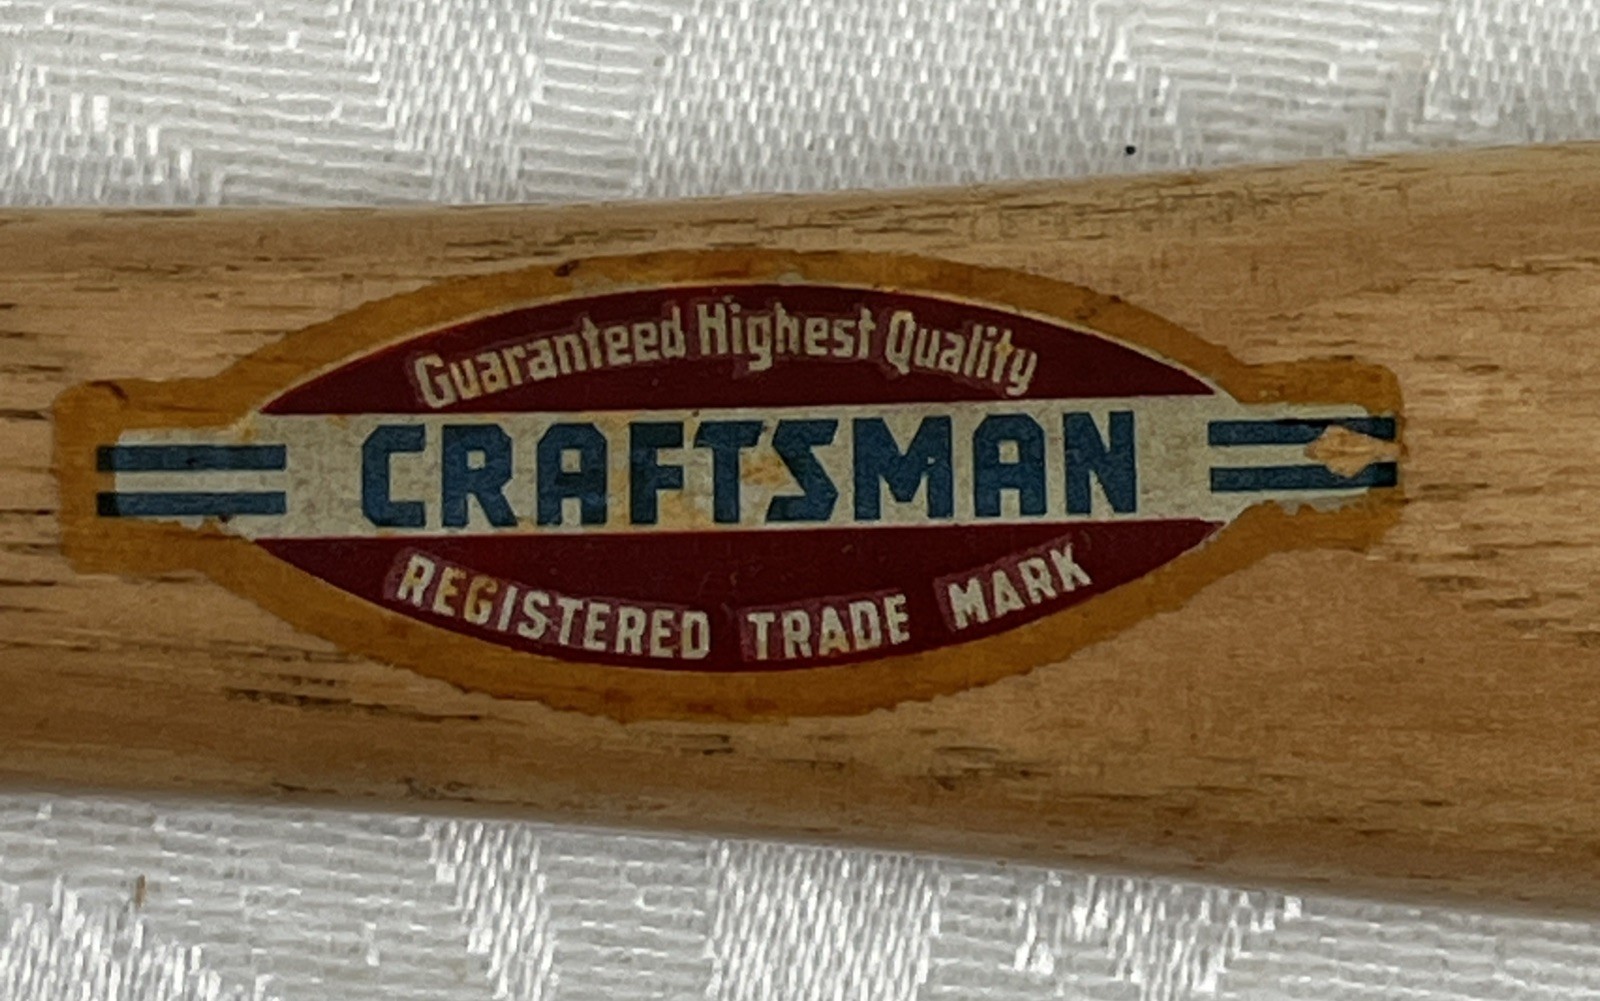 Guaranteed Highest Quality
CRAFTSMAN
REGISTERED TRADE MARK